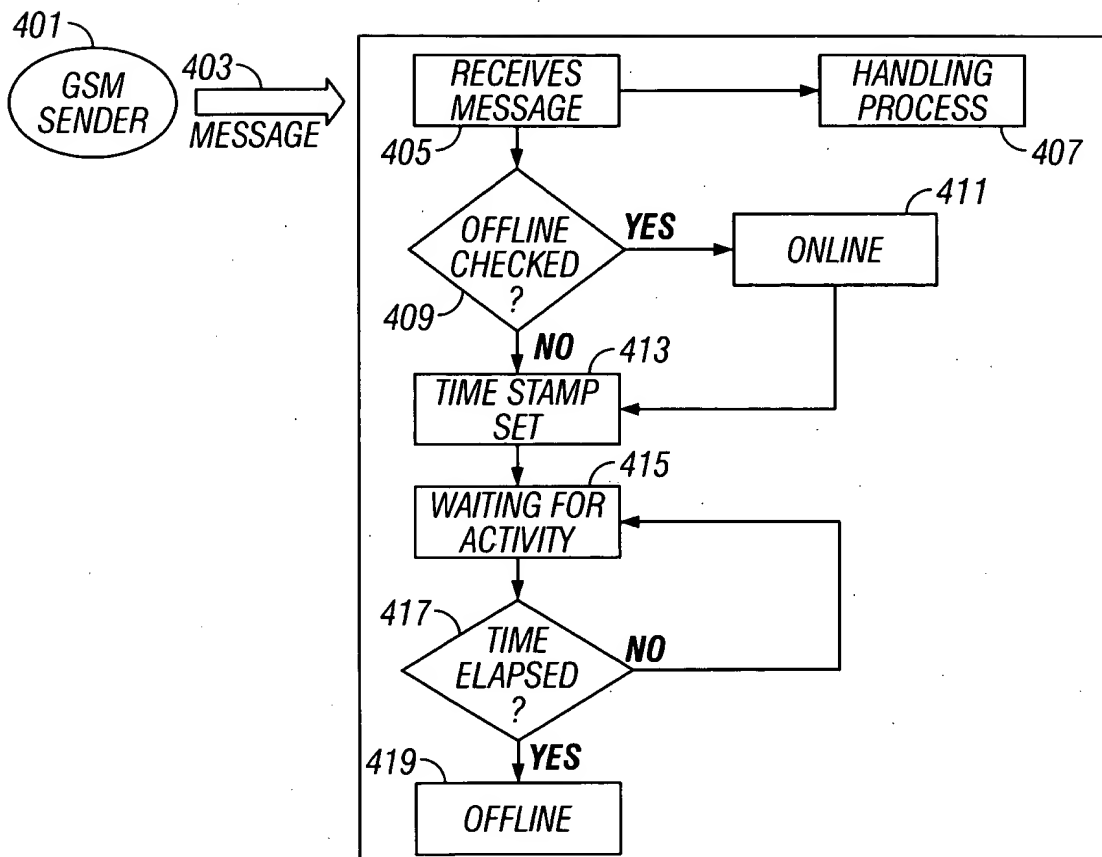 401
GSM
SENDER
403
MESSAGE
RECEIVES
MESSAGE
405
HANDLING
PROCESS
407
OFFLINE
CHECKED
?
409
YES
411
ONLINE
NO
413
TIME STAMP
SET
415
WAITING FOR
ACTIVITY
417
TIME
ELAPSED
?
NO
YES
419
OFFLINE